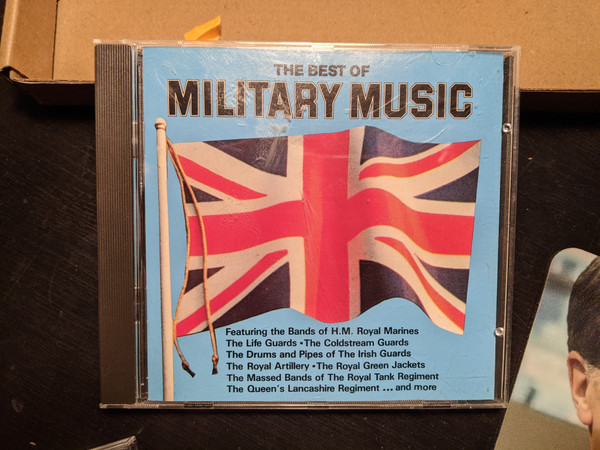 THE BEST OF
MILITARY MUSIC
Featuring the Bands of H.M. Royal Marines
The Life Guards • The Coldstream Guards
The Drums and Pipes of The Irish Guards
The Royal Artillery • The Royal Green Jackets
The Massed Bands of The Royal Tank Regiment
The Queen's Lancashire Regiment ... and more